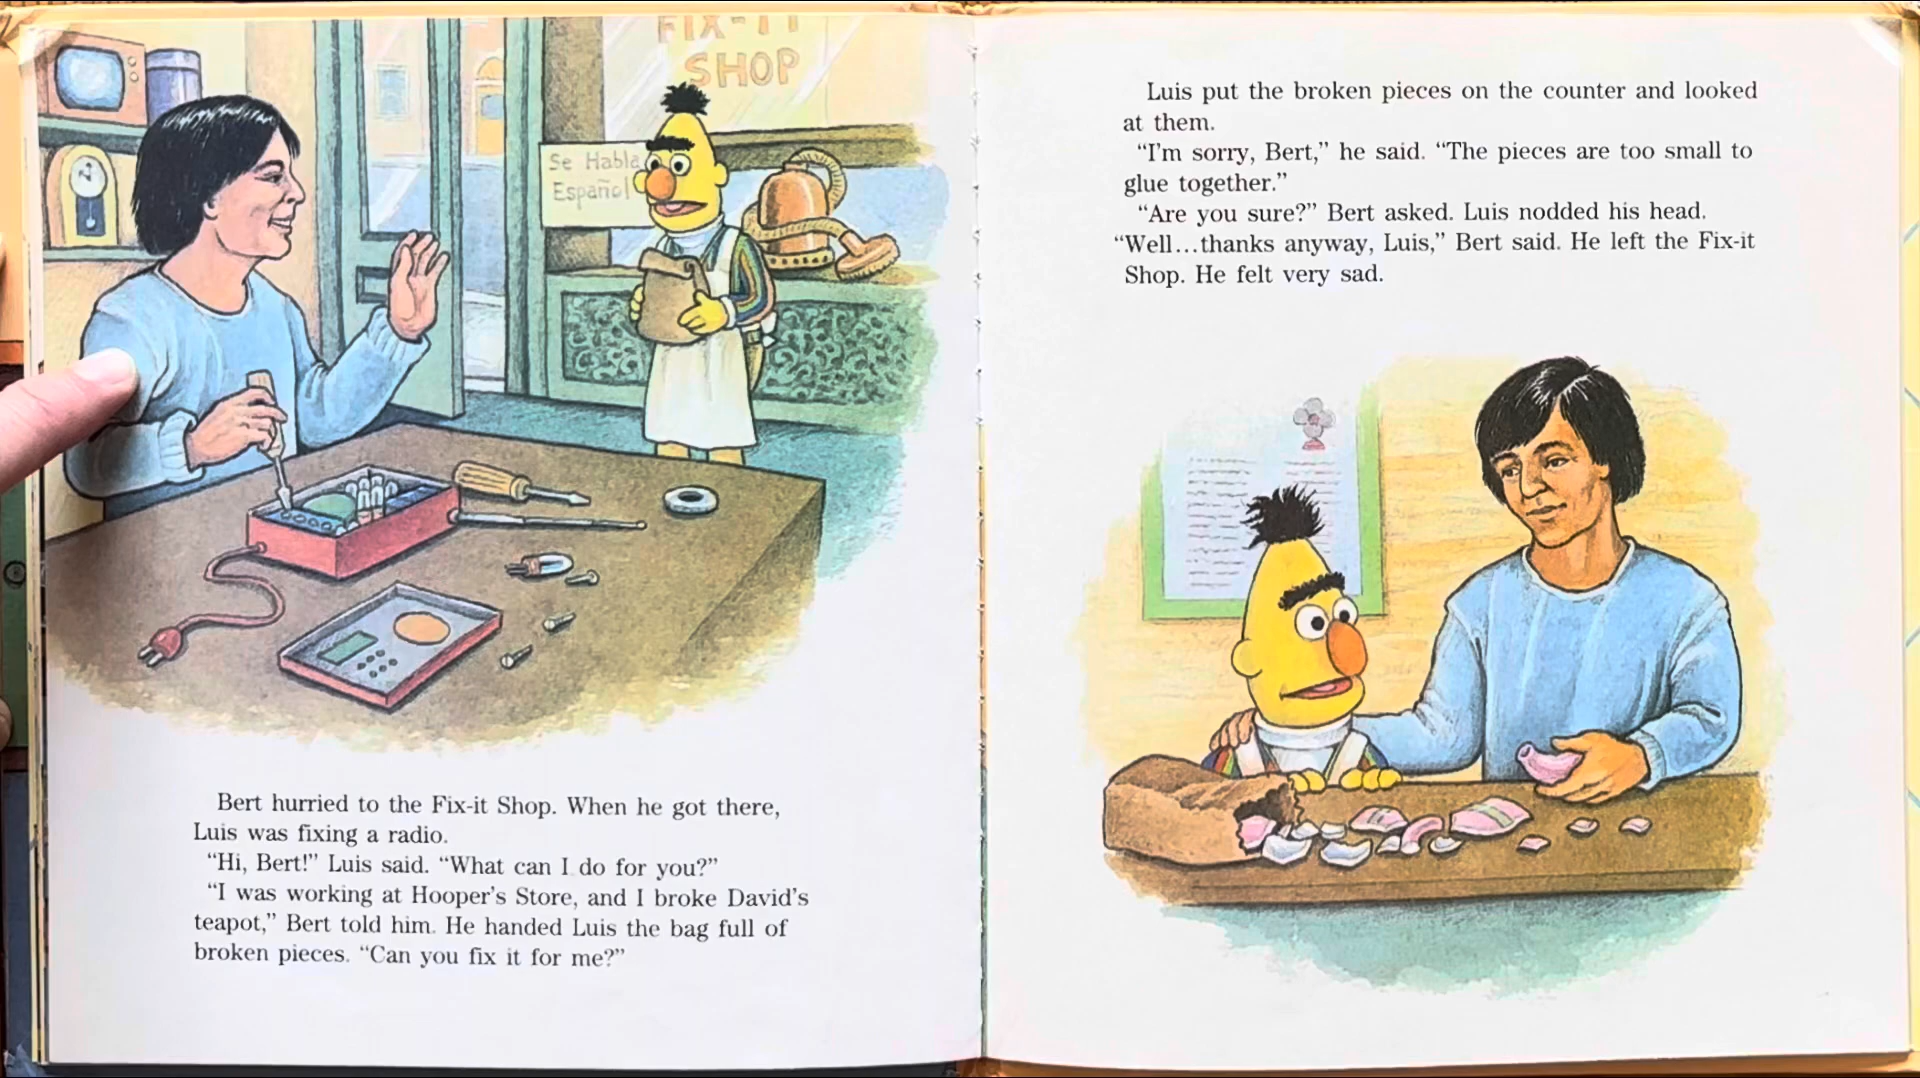 FIX-IT
SHOP
Se Habla
Español
Bert hurried to the Fix-it Shop. When he got there,
Luis was fixing a radio.
“Hi, Bert!” Luis said. “What can I do for you?”
“I was working at Hooper’s Store, and I broke David’s
teapot,” Bert told him. He handed Luis the bag full of
broken pieces. “Can you fix it for me?”
Luis put the broken pieces on the counter and looked
at them.
“I’m sorry, Bert,” he said. “The pieces are too small to
glue together.”
“Are you sure?” Bert asked. Luis nodded his head.
“Well...thanks anyway, Luis,” Bert said. He left the Fix-it
Shop. He felt very sad.